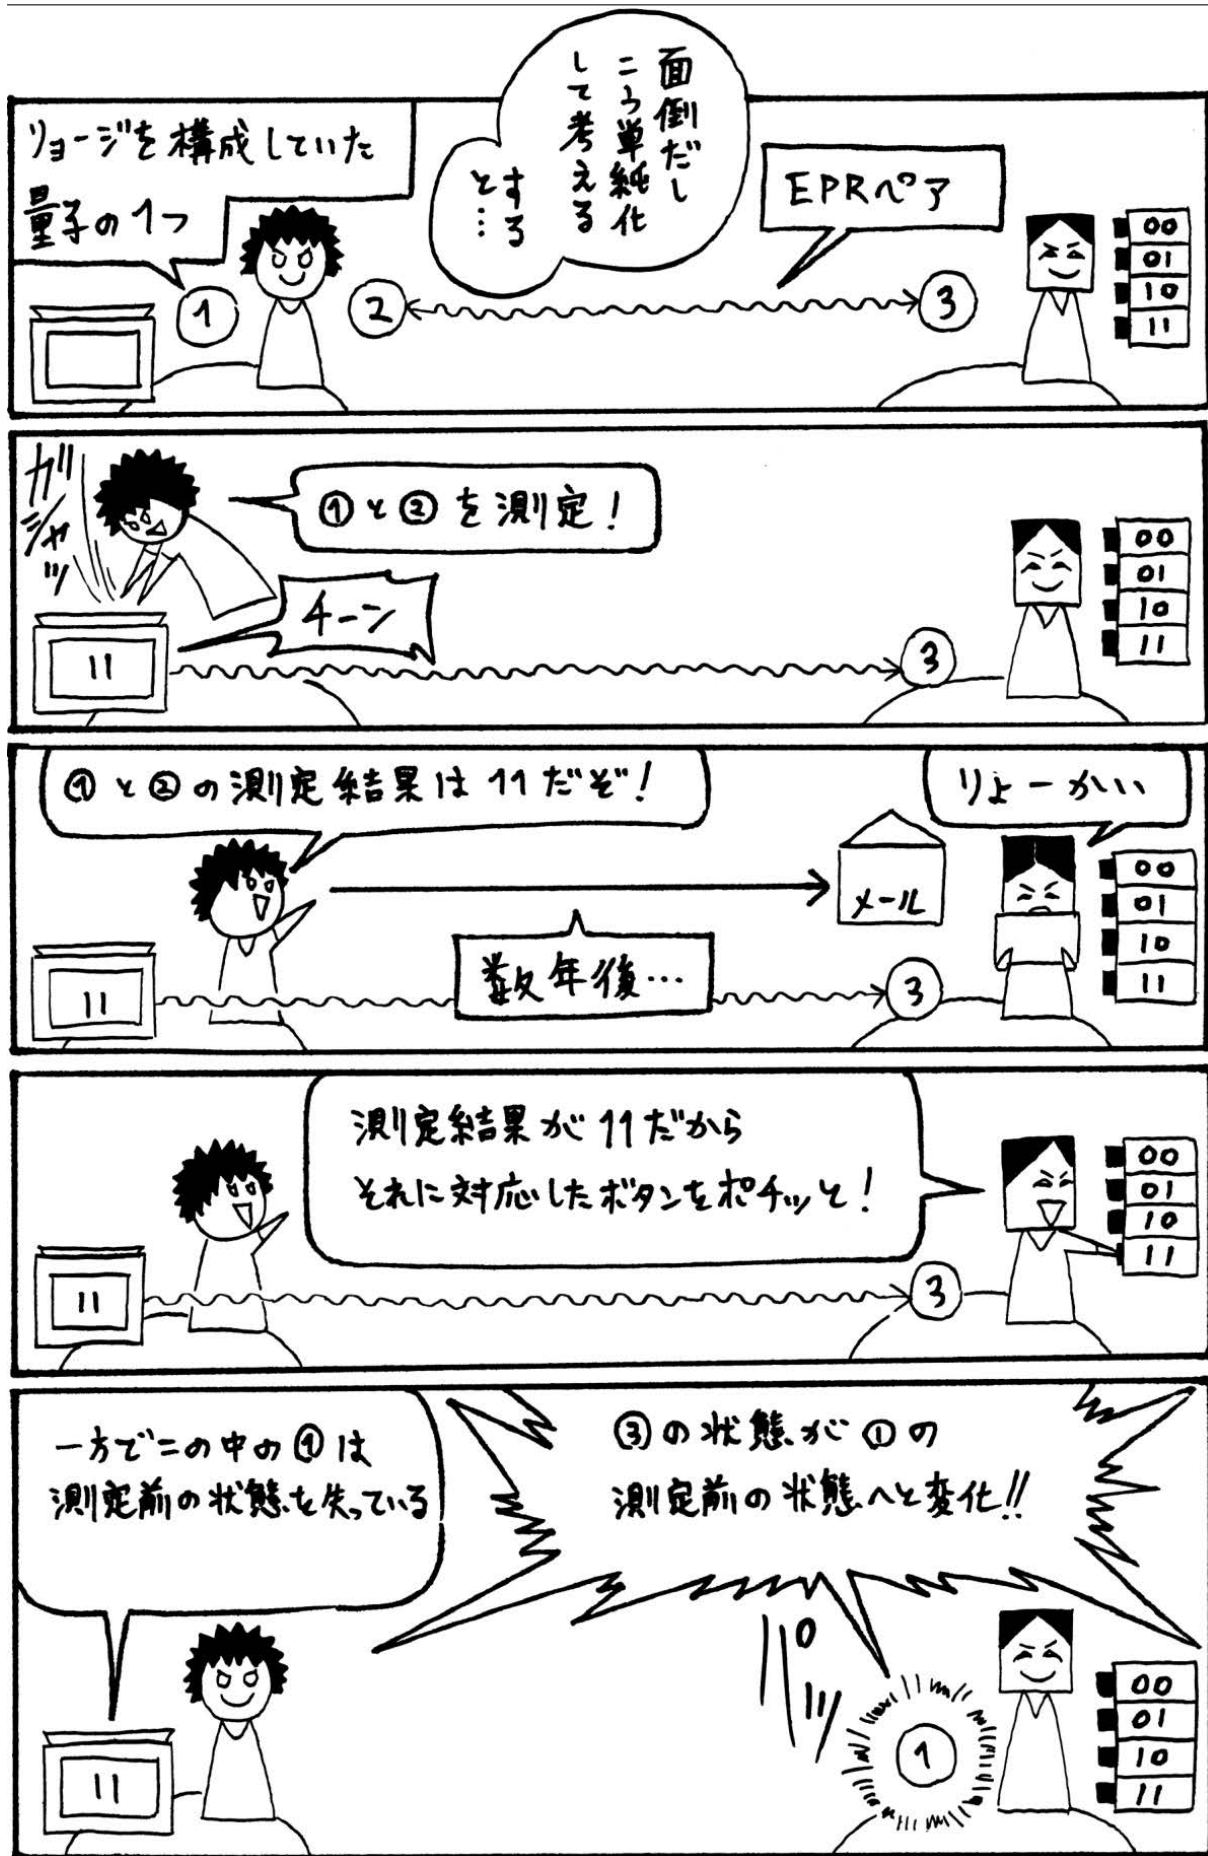 リョージを構成していた
量子の1つ
面倒だし
こう単純化
して考える
とする
と…
EPRペア
1
2
3
00
01
10
11
ガシャッ
①と②を測定！
チーン
11
3
00
01
10
11
①と②の測定結果は11だぞ！
りょーかい
メール
数年後…
11
3
00
01
10
11
測定結果が11だから
それに対応したボタンをポチッと！
11
3
00
01
10
11
一方でこの中の①は
測定前の状態を失っている
③の状態が①の
測定前の状態へと変化!!
パッ
11
1
00
01
10
11